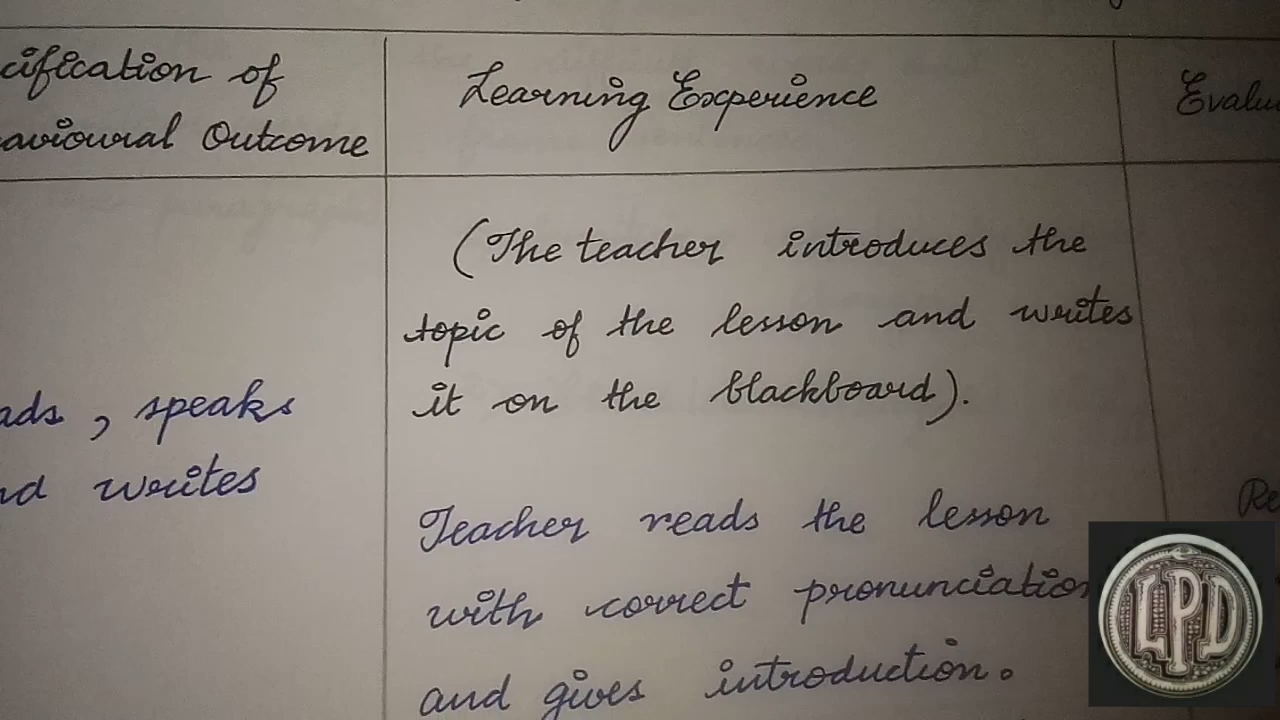 cification of
avioural Outcome
Learning Experience
Evalu
(The teacher introduces the
topic of the lesson and writes
it on the blackboard).
ads, speaks
nd writes
Teacher reads the lesson
with correct pronunciation
and gives introduction.
Re
LPD